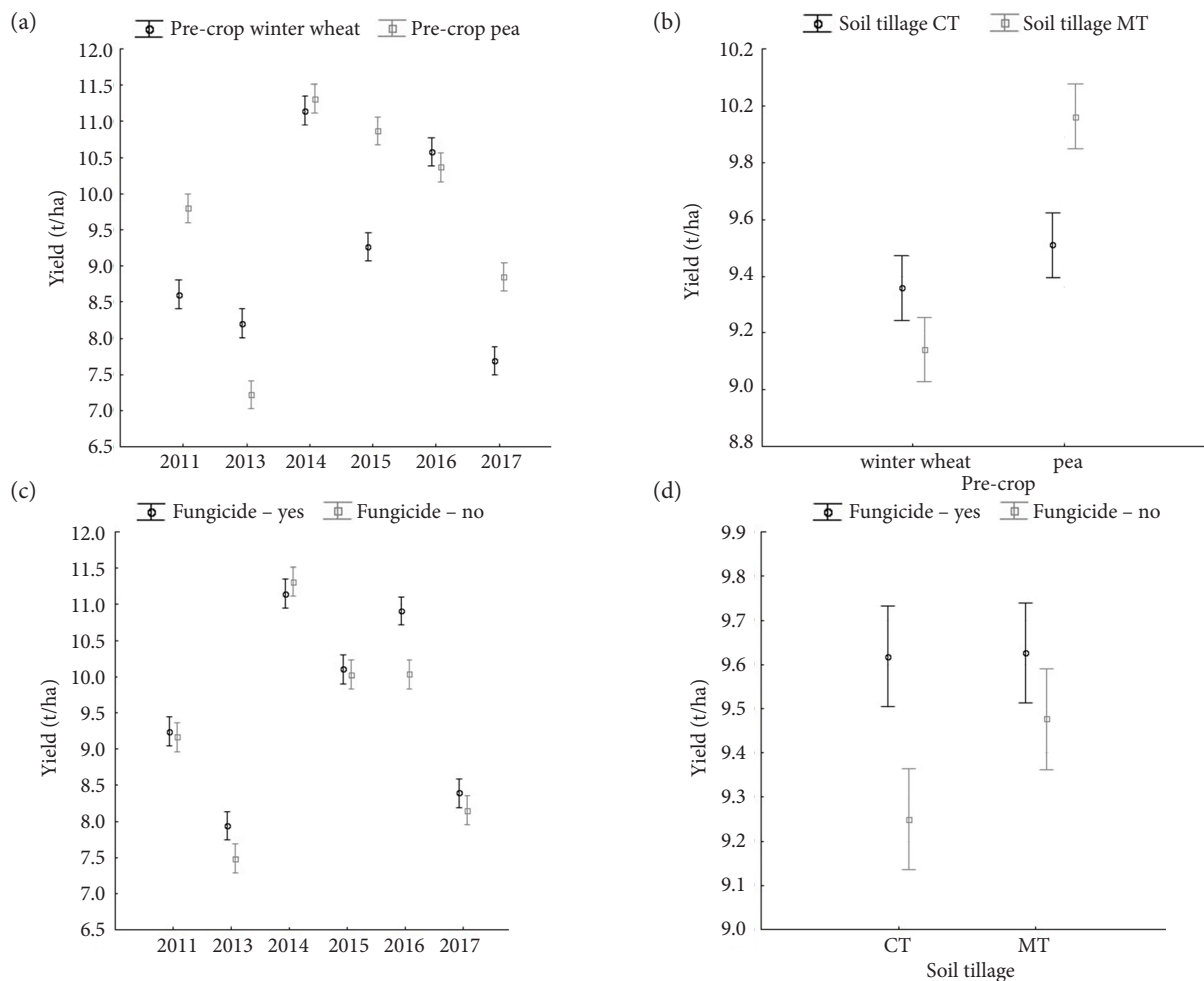 (a)
Pre-crop winter wheat Pre-crop pea
12.0
11.5
11.0
10.5
10.0
9.5
9.0
8.5
8.0
7.5
7.0
6.5
Yield (t/ha)
2011 2013 2014 2015 2016 2017
(b)
Soil tillage CT Soil tillage MT
10.2
10.2
9.8
9.6
9.4
9.2
9.0
8.8
Yield (t/ha)
winter wheat pea
Pre-crop
(c)
Fungicide – yes Fungicide – no
12.0
11.5
11.0
10.5
10.0
9.5
9.0
8.5
8.0
7.5
7.0
6.5
Yield (t/ha)
2011 2013 2014 2015 2016 2017
(d)
Fungicide – yes Fungicide – no
9.9
9.8
9.7
9.6
9.5
9.4
9.3
9.2
9.1
9.0
Yield (t/ha)
CT MT
Soil tillage